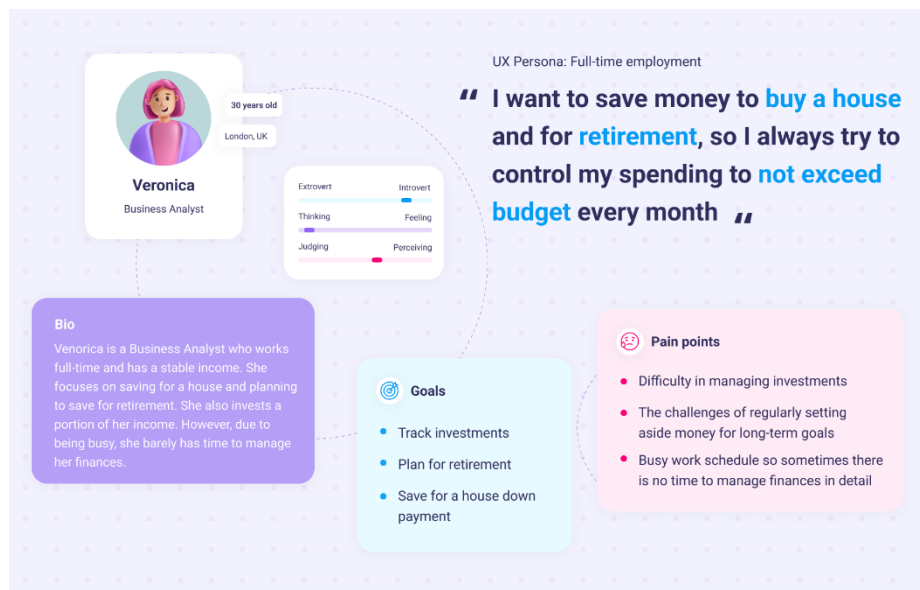 UX Persona: Full-time employment
“ I want to save money to buy a house
and for retirement, so I always try to
control my spending to not exceed
budget every month “
30 years old
London, UK
Veronica
Business Analyst
Extrovert Introvert
Thinking Feeling
Judging Perceiving
Bio
Venorica is a Business Analyst who works
full-time and has a stable income. She
focuses on saving for a house and planning
to save for retirement. She also invests a
portion of her income. However, due to
being busy, she barely has time to manage
her finances.
Goals
Track investments
Plan for retirement
Save for a house down
payment
Pain points
Difficulty in managing investments
The challenges of regularly setting
aside money for long-term goals
Busy work schedule so sometimes there
is no time to manage finances in detail